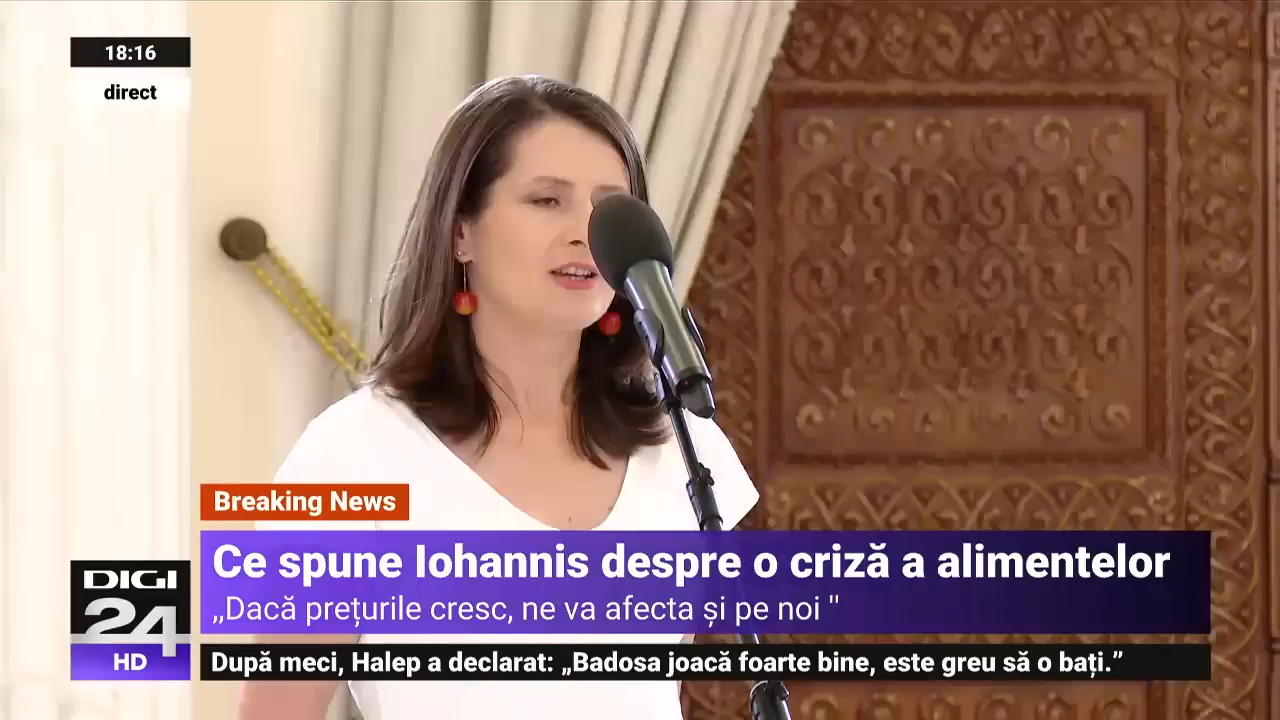 18:16
direct
Breaking News
Ce spune Iohannis despre o criză a alimentelor
„Dacă prețurile cresc, ne va afecta și pe noi "
DIGI
24
HD
După meci, Halep a declarat: „Badosa joacă foarte bine, este greu să o bați.”